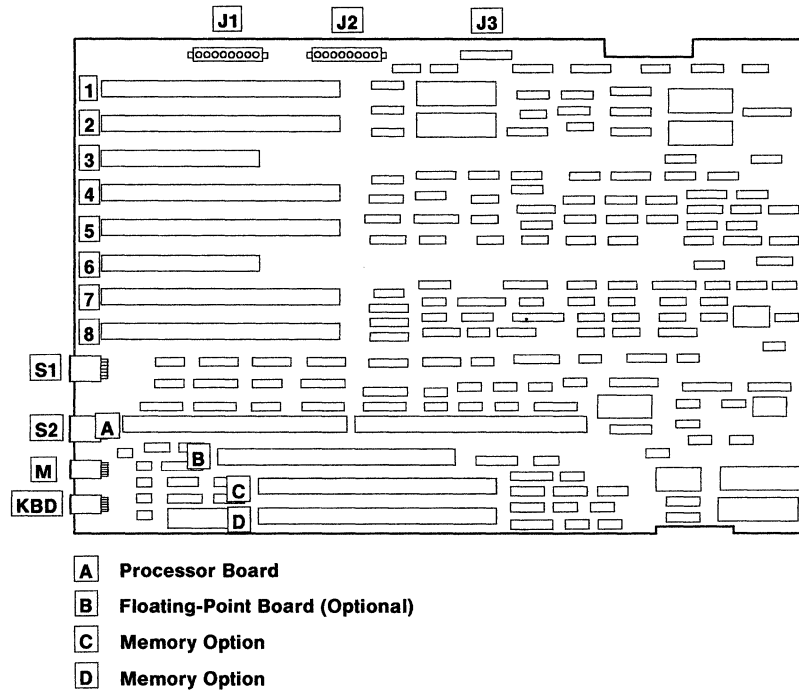 J1 J2 J3
1
2
3
4
5
6
7
8
S1
S2 A
M
B
KBD
C
D
A Processor Board
B Floating-Point Board (Optional)
C Memory Option
D Memory Option